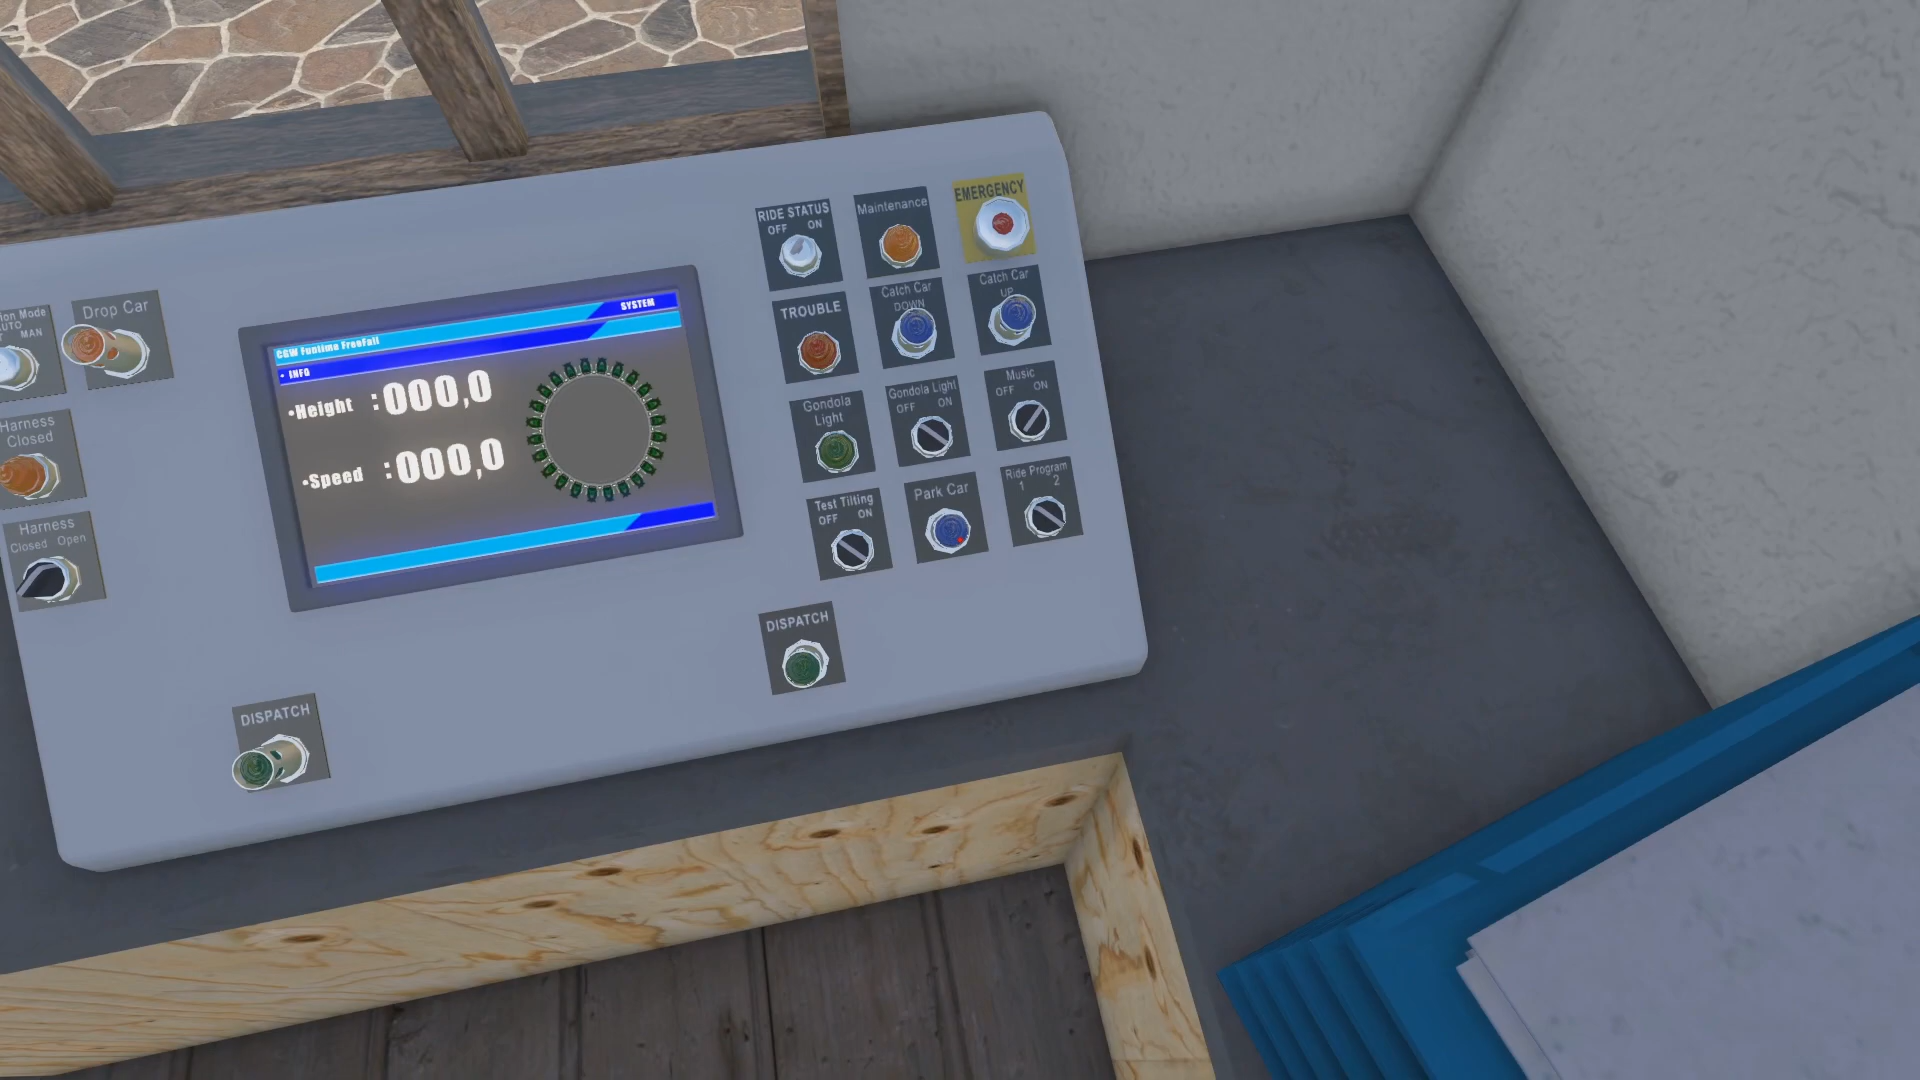 ion Mode
AUTO
MAN
Drop Car
Harness
Closed
Harness
Closed Open
DISPATCH
SYSTEM
CGW Funtime FreeFall
• INFO
•Height :000,0
•Speed :000,0
RIDE STATUS
OFF ON
Maintenance
EMERGENCY
TROUBLE
Catch Car
DOWN
Catch Car
UP
Gondola
Light
Gondola Light
OFF ON
Music
OFF ON
Test Tilting
OFF ON
Park Car
Ride Program
1 2
DISPATCH